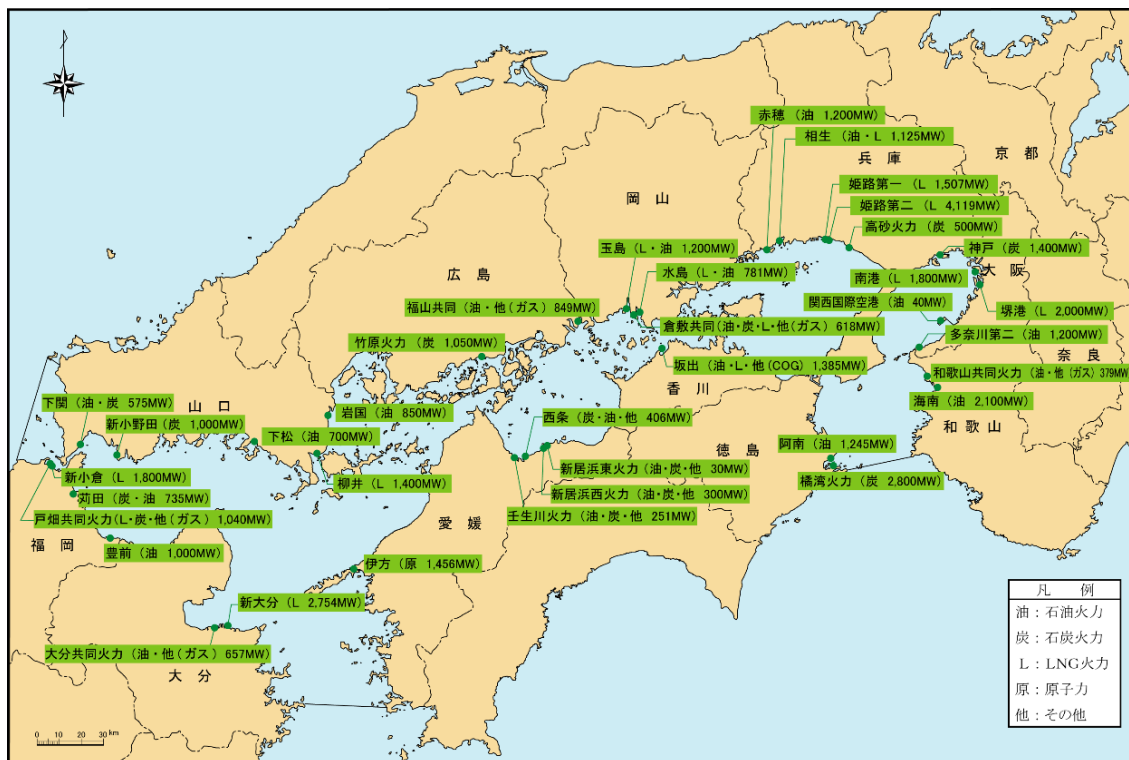 赤穂(油 1,200MW)
相生(油・L 1,125MW)
兵 庫
京 都
姫路第一(L 1,507MW)
姫路第二(L 4,119MW)
高砂火力(炭 500MW)
岡 山
玉島(L・油 1,200MW)
神戸(炭 1,400MW)
水島(L・油 781MW)
南港(L 1,800MW)
大 阪
広 島
福山共同(油・他(ガス)849MW)
関西国際空港(油 40MW)
堺港(L 2,000MW)
倉敷共同(油・炭・L・他(ガス)618MW)
多奈川第二(油 1,200MW)
竹原火力(炭 1,050MW)
奈 良
坂出(油・L・他(COG)1,385MW)
和歌山共同火力(油・他(ガス)379MW)
香 川
下関(油・炭 575MW)
山 口
海南(油 2,100MW)
岩国(油 850MW)
西条(炭・油・他 406MW)
新小野田(炭 1,000MW)
和 歌 山
下松(油 700MW)
徳 島
阿南(油 1,245MW)
新居浜東火力(油・炭・他 30MW)
新小倉(L 1,800MW)
柳井(L 1,400MW)
橘湾火力(炭 2,800MW)
新居浜西火力(油・炭・他 300MW)
苅田(炭・油 735MW)
壬生川火力(油・炭・他 251MW)
戸畑共同火力(L・炭・他(ガス)1,040MW)
愛 媛
福 岡
豊前(油 1,000MW)
伊方(原 1,456MW)
新大分(L 2,754MW)
大分共同火力(油・他(ガス)657MW)
大 分
凡 例
油:石油火力
炭:石炭火力
L:LNG火力
原:原子力
他:その他
0 10 20 30 km